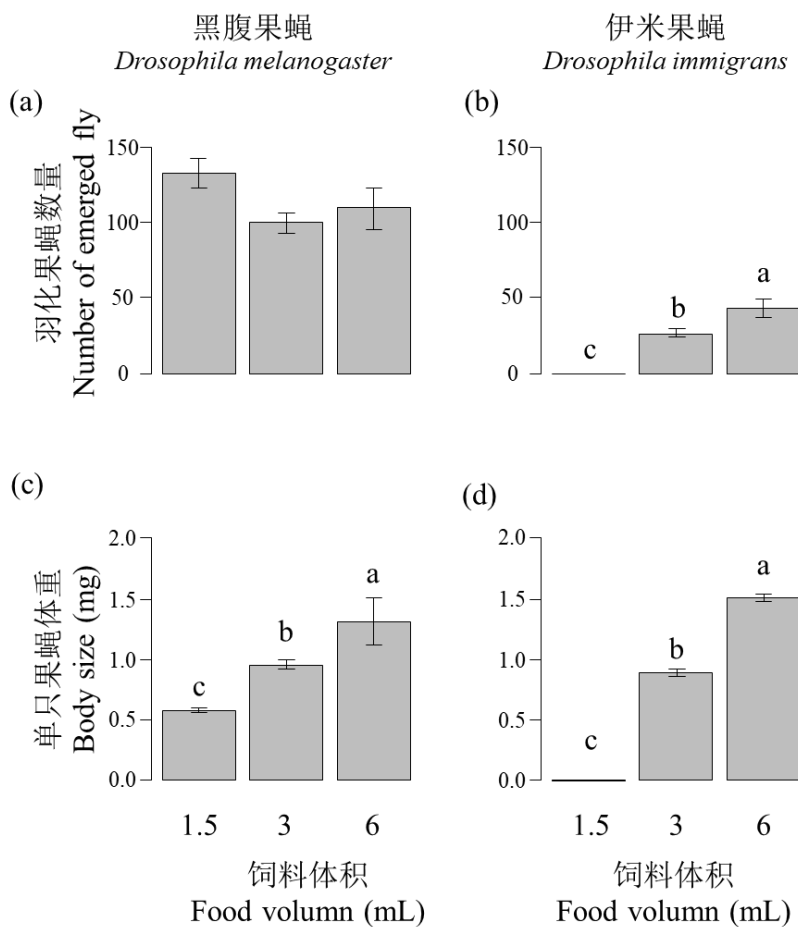 黑腹果蝇
Drosophila melanogaster
伊米果蝇
Drosophila immigrans
(a)
羽化果蝇数量
Number of emerged fly
150
100
50
0
(b)
150
100
50
0
c
b
a
(c)
单只果蝇体重
Body size (mg)
2.0
1.5
1.0
0.5
0.0
c
b
a
1.5 3 6
饲料体积
Food volumn (mL)
(d)
2.0
1.5
1.0
0.5
0.0
c
b
a
1.5 3 6
饲料体积
Food volumn (mL)